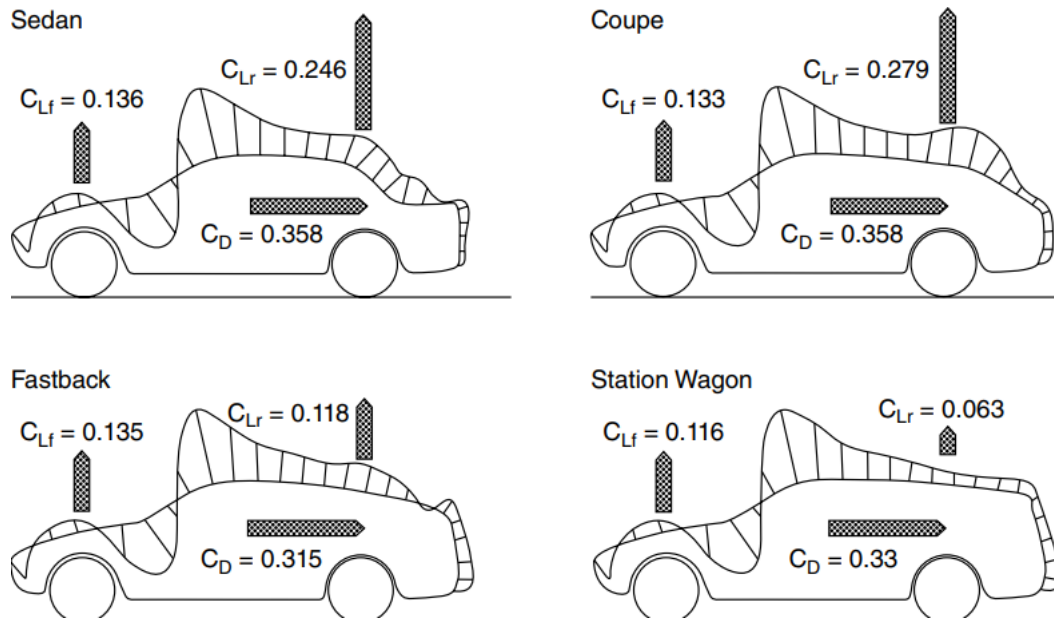 Sedan
C_Lf = 0.136
C_Lr = 0.246
C_D = 0.358
Coupe
C_Lf = 0.133
C_Lr = 0.279
C_D = 0.358
Fastback
C_Lf = 0.135
C_Lr = 0.118
C_D = 0.315
Station Wagon
C_Lf = 0.116
C_Lr = 0.063
C_D = 0.33